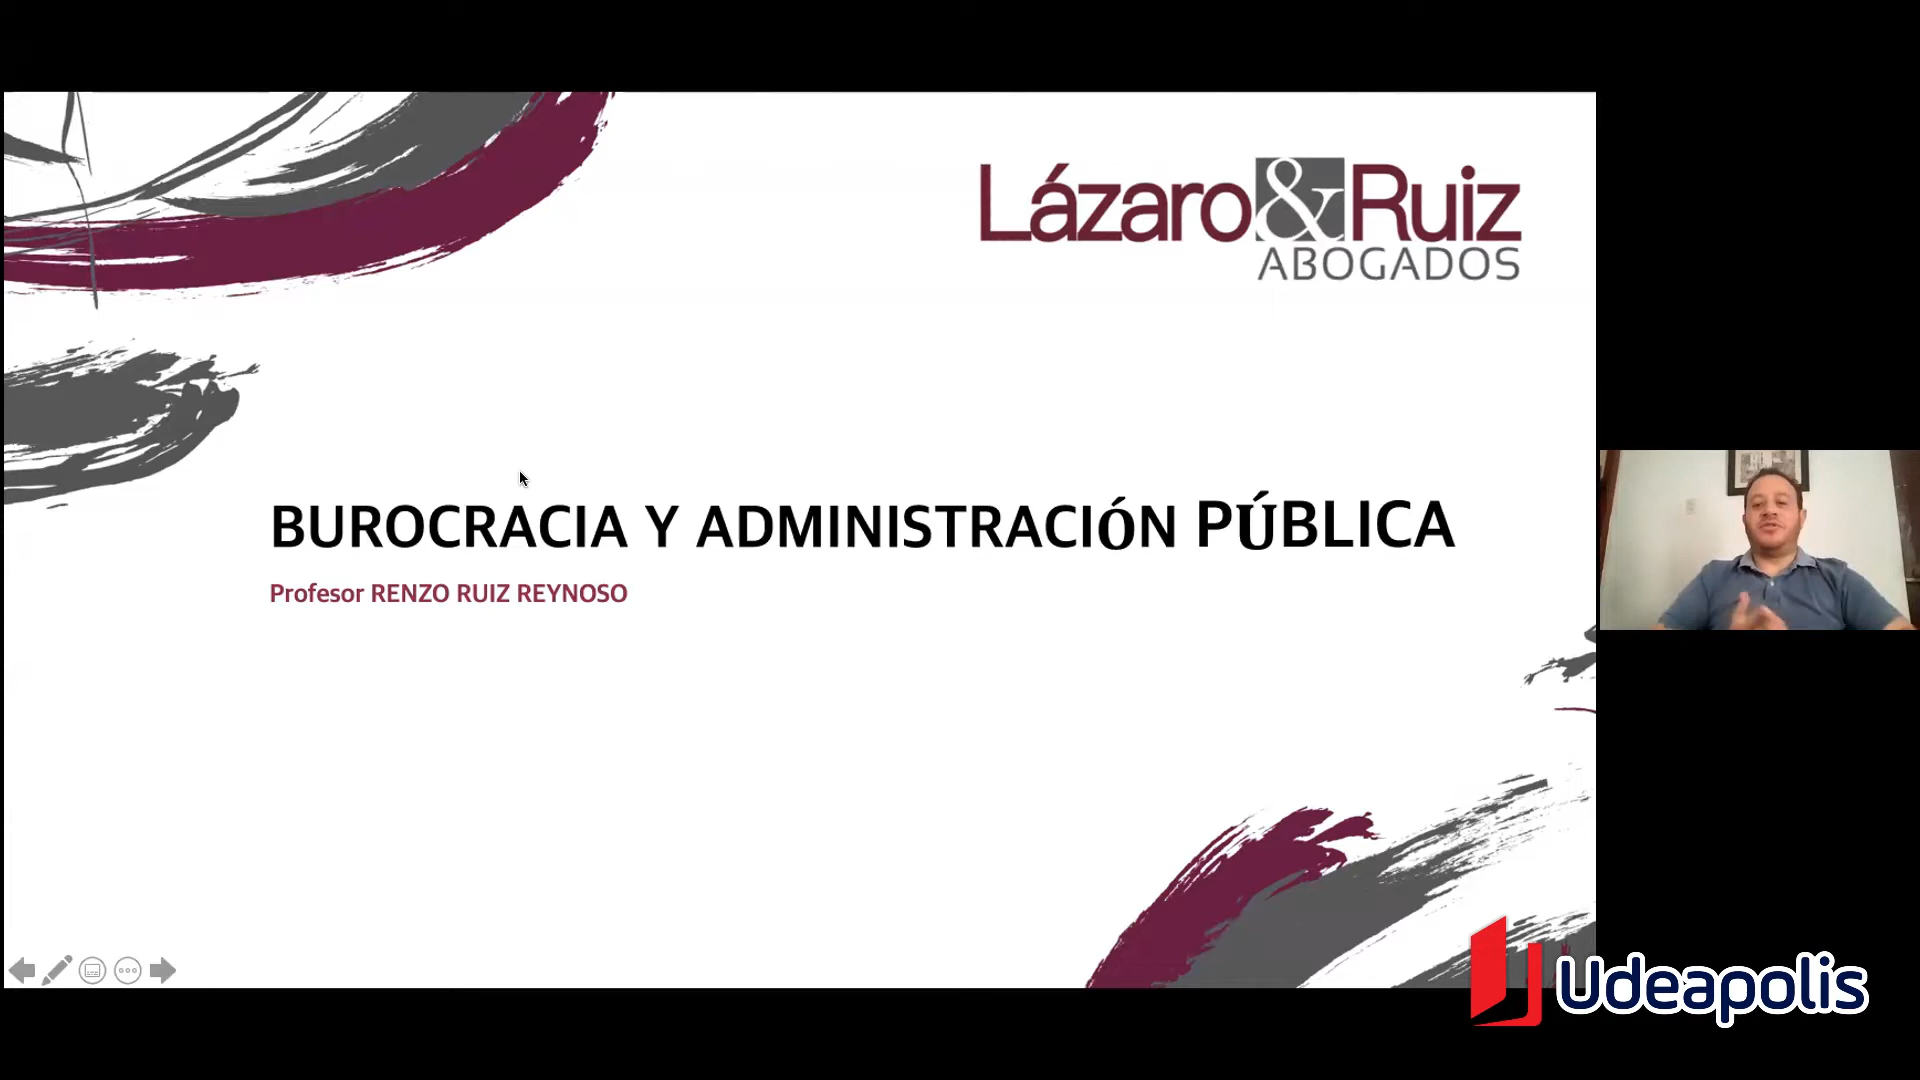 Lázaro&Ruiz
ABOGADOS
BUROCRACIA Y ADMINISTRACIÓN PÚBLICA
Profesor RENZO RUIZ REYNOSO
Udeapolis